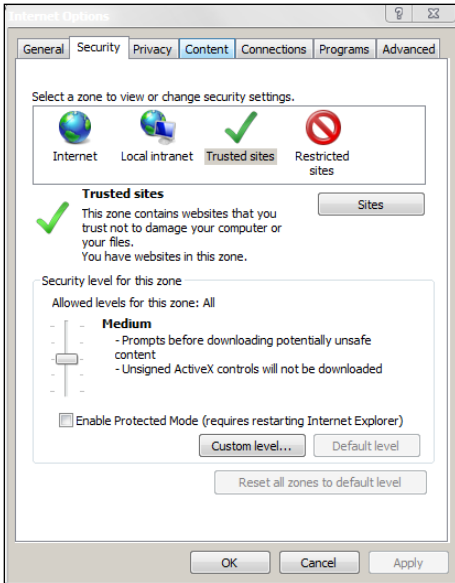 Internet Options
General Security Privacy Content Connections Programs Advanced
Select a zone to view or change security settings.
Internet Local intranet Trusted sites Restricted sites
Trusted sites
Sites
This zone contains websites that you
trust not to damage your computer or
your files.
You have websites in this zone.
Security level for this zone
Allowed levels for this zone: All
Medium
- Prompts before downloading potentially unsafe
content
- Unsigned ActiveX controls will not be downloaded
Enable Protected Mode (requires restarting Internet Explorer)
Custom level... Default level
Reset all zones to default level
OK Cancel Apply